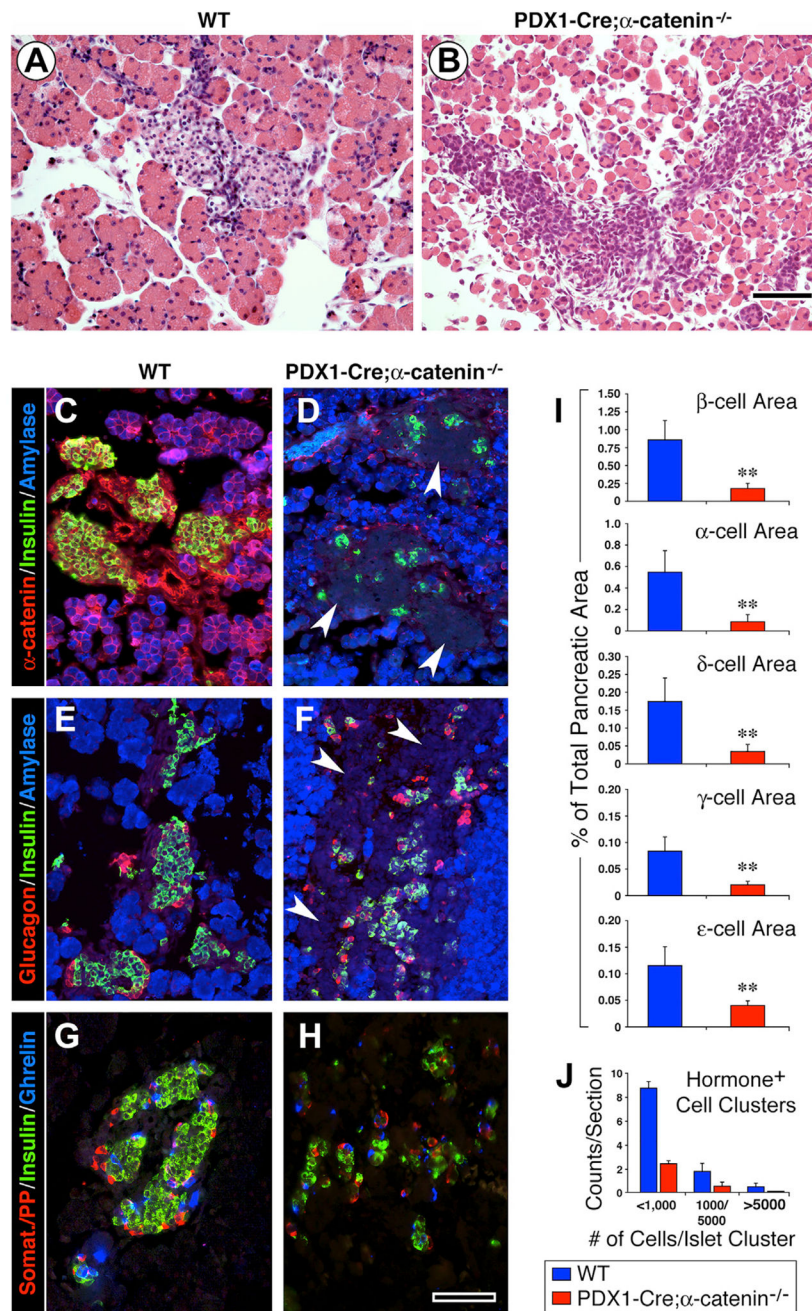 WT
PDX1-Cre;α-catenin-/-
A
B
WT
PDX1-Cre;α-catenin-/-
α-catenin/Insulin/Amylase
C
D
Glucagon/Insulin/Amylase
E
F
Somat./PP/Insulin/Ghrelin
G
H
I
% of Total Pancreatic Area
β-cell Area
1.50
1.25
1.00
0.75
0.50
0.25
0
**
α-cell Area
1.0
0.8
0.6
0.4
0.2
0
**
δ-cell Area
0.30
0.25
0.20
0.15
0.10
0.05
0
**
γ-cell Area
0.20
0.15
0.10
0.05
0
**
ε-cell Area
0.20
0.15
0.10
0.05
0.00
**
J
Hormone+
Cell Clusters
Counts/Section
10
8
6
4
2
0
<1,000
1000/
5000
>5000
# of Cells/Islet Cluster
WT
PDX1-Cre;α-catenin-/-